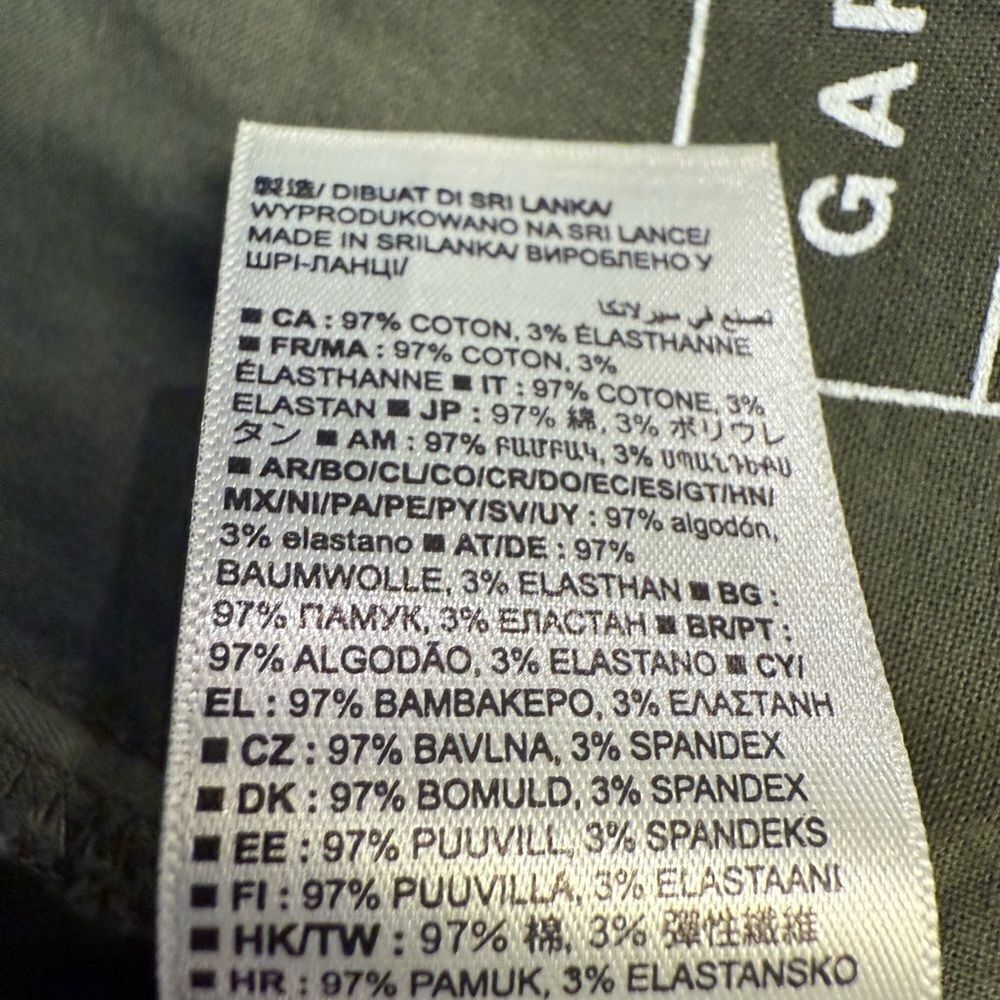 製造/ DIBUAT DI SRI LANKA/
WYPRODUKOWANO NA SRI LANCE/
MADE IN SRILANKA/ ВИРОБЛЕНО У
ШРІ-ЛАНЦІ/
تصنع في سيرلانكا
■ CA : 97% COTON, 3% ÉLASTHANNE
■ FR/MA : 97% COTON, 3%
ÉLASTHANNE ■ IT : 97% COTONE, 3%
ELASTAN ■ JP : 97% 綿, 3% ポリウレ
タン ■ AM : 97% ԲԱՄԲԱԿ, 3% ՍՊԱՆԴԵՔՍ
■ AR/BO/CL/CO/CR/DO/EC/ES/GT/HN/
MX/NI/PA/PE/PY/SV/UY : 97% algodón,
3% elastano ■ AT/DE : 97%
BAUMWOLLE, 3% ELASTHAN ■ BG :
97% ПАМУК, 3% ЕЛАСТАН ■ BR/PT :
97% ALGODÃO, 3% ELASTANO ■ CY/
EL : 97% ΒΑΜΒΑΚΕΡΟ, 3% ΕΛΑΣΤΑΝΗ
■ CZ : 97% BAVLNA, 3% SPANDEX
■ DK : 97% BOMULD, 3% SPANDEX
■ EE : 97% PUUVILL, 3% SPANDEKS
■ FI : 97% PUUVILLA, 3% ELASTAANI
■ HK/TW : 97% 棉, 3% 彈性纖維
■ HR : 97% PAMUK, 3% ELASTANSKO